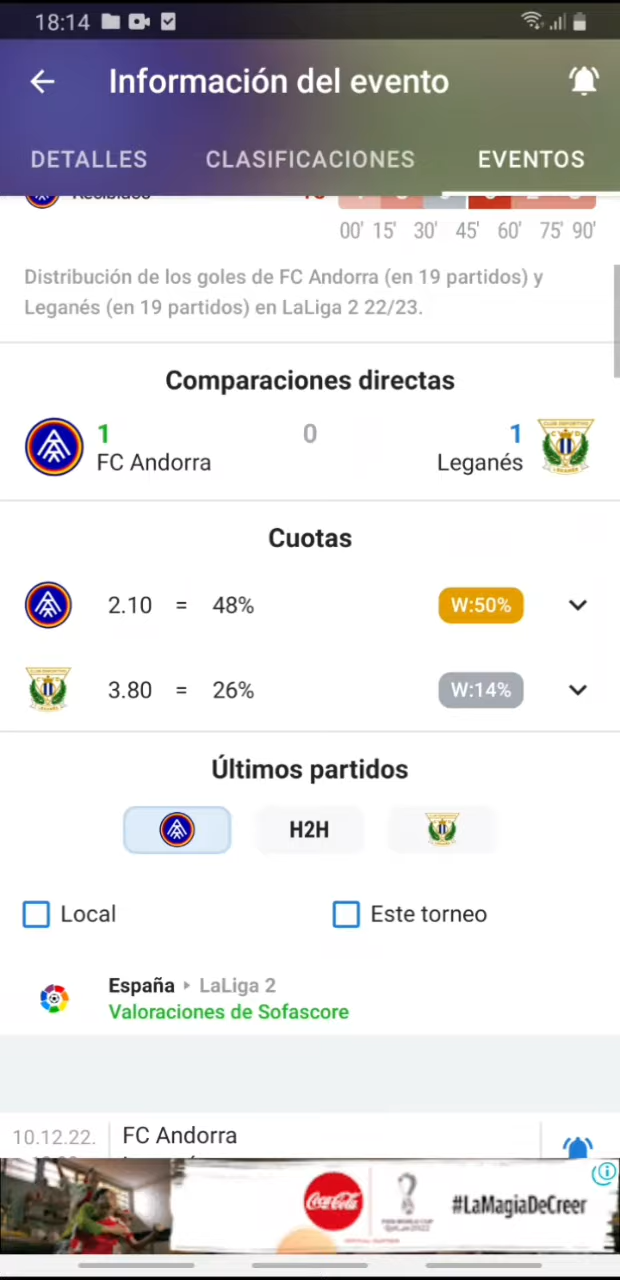 18:14
Información del evento
DETALLES CLASIFICACIONES EVENTOS
00' 15' 30' 45' 60' 75' 90'
Distribución de los goles de FC Andorra (en 19 partidos) y
Leganés (en 19 partidos) en LaLiga 2 22/23.
Comparaciones directas
1 0 1
FC Andorra Leganés
Cuotas
2.10 = 48% W:50%
3.80 = 26% W:14%
Últimos partidos
H2H
Local Este torneo
España LaLiga 2
Valoraciones de Sofascore
10.12.22. FC Andorra
Coca-Cola #LaMagiaDeCreer